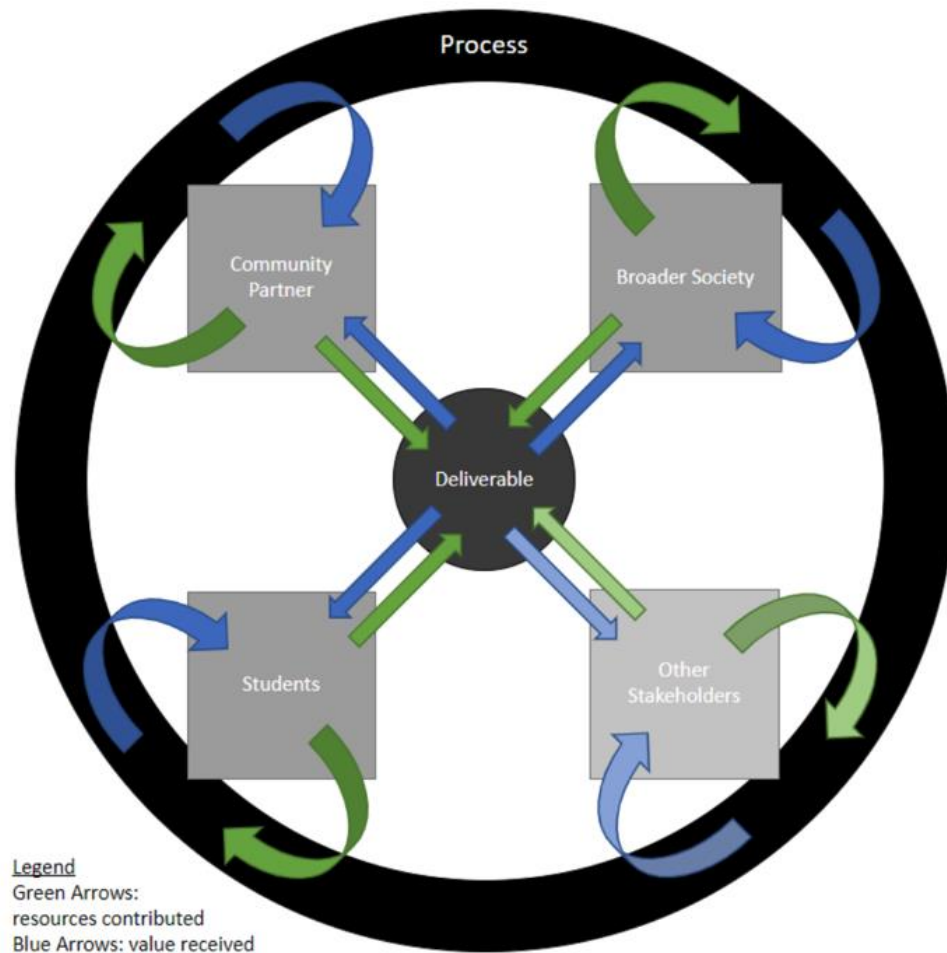 Process
Community
Partner
Broader Society
Deliverable
Students
Other
Stakeholders
Legend
Green Arrows:
resources contributed
Blue Arrows: value received